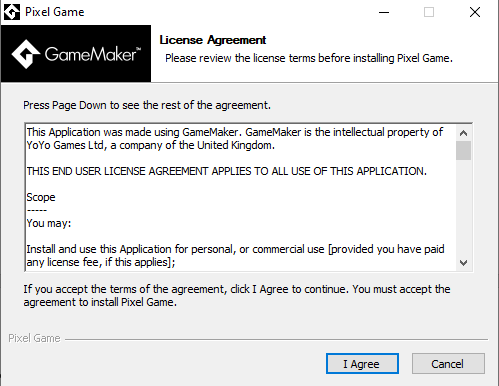 Pixel Game
License Agreement
GameMaker™
Please review the license terms before installing Pixel Game.
Press Page Down to see the rest of the agreement.
This Application was made using GameMaker. GameMaker is the intellectual property of
YoYo Games Ltd, a company of the United Kingdom.
THIS END USER LICENSE AGREEMENT APPLIES TO ALL USE OF THIS APPLICATION.
Scope
-----
You may:
Install and use this Application for personal, or commercial use [provided you have paid
any license fee, if this applies];
If you accept the terms of the agreement, click I Agree to continue. You must accept the
agreement to install Pixel Game.
Pixel Game
I Agree
Cancel